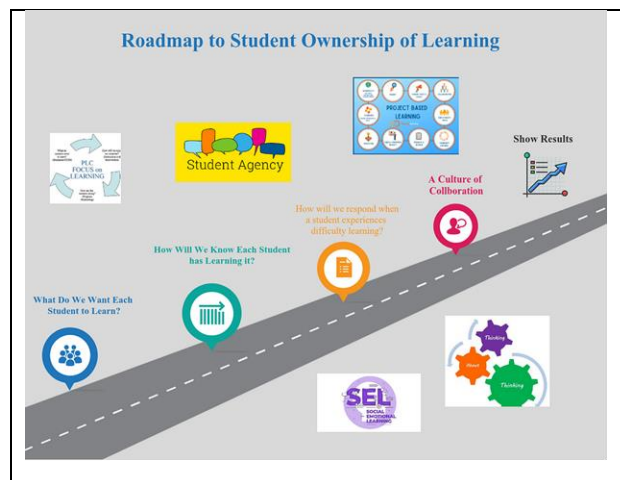 Roadmap to Student Ownership of Learning
PLC
FOCUS on
LEARNING
Student Agency
PROJECT BASED
LEARNING
Show Results
A Culture of
Collboration
How will we respond when
a student experiences
difficulty learning?
How Will We Know Each Student
has Learning it?
What Do We Want Each
Student to Learn?
Thinking
About
Thinking
SEL
SOCIAL
EMOTIONAL
LEARNING